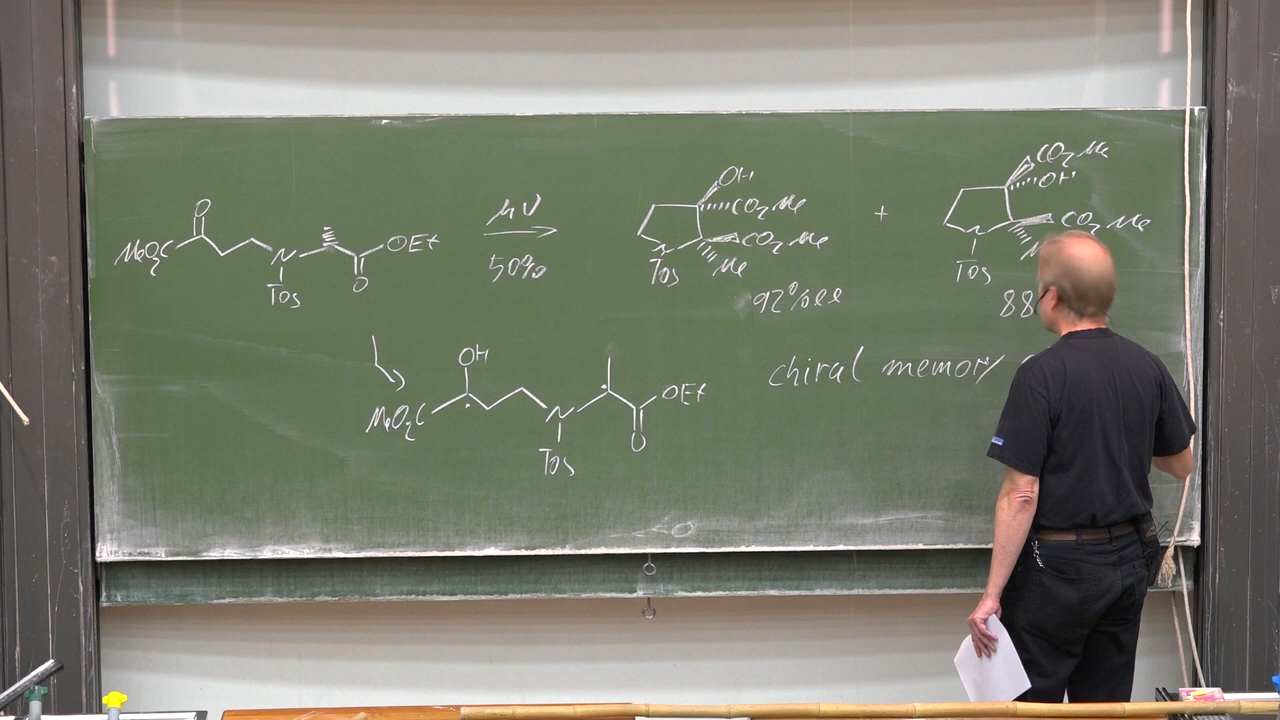 O
MeO₂C N OEt
Tos O
hν
50%
OH
CO₂Me
CO₂Me
N Me
Tos
92%ee
+
CO₂Me
OH
CO₂Me
N
Tos
88
OH
MeO₂C N OEt
Tos O
chiral memory